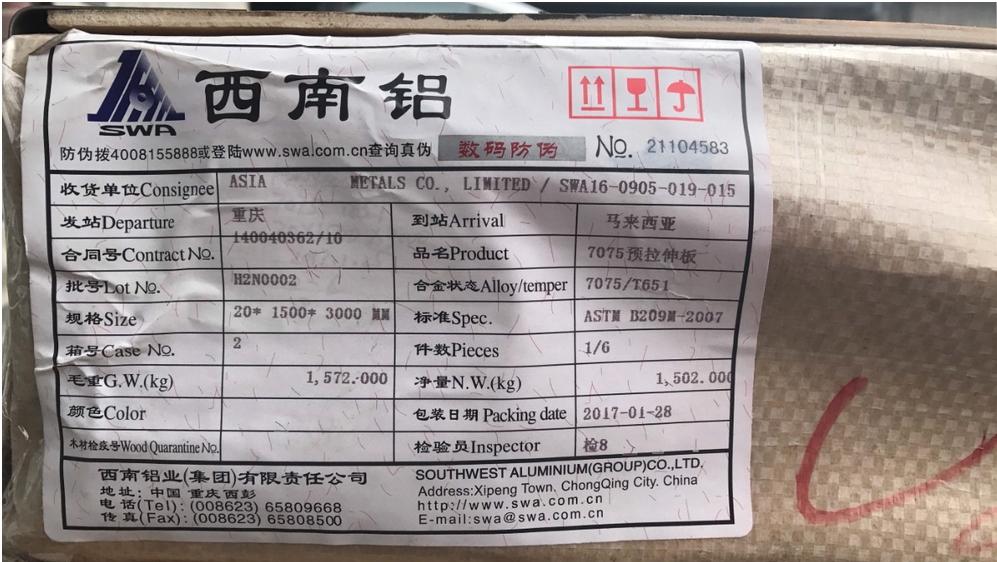 西南铝
SWA
防伪拨4008155888或登陆www.swa.com.cn查询真伪 数码防伪 No. 21104583
收货单位Consignee ASIA METALS CO., LIMITED / SWA16-0905-019-015
发站Departure 重庆 到站Arrival 马来西亚
合同号Contract No. 140040362/10 品名Product 7075预拉伸板
批号Lot No. H2N0002 合金状态Alloy/temper 7075/T651
规格Size 20* 1500* 3000 MM 标准Spec. ASTM B209M-2007
箱号Case No. 2 件数Pieces 1/6
毛重G.W.(kg) 1,572.000 净量N.W.(kg) 1,502.000
颜色Color 包装日期 Packing date 2017-01-28
木材检疫号Wood Quarantine No. 检验员Inspector 检8
西南铝业(集团)有限责任公司 SOUTHWEST ALUMINIUM(GROUP)CO.,LTD.
地址: 中国 重庆西彭 Address:Xipeng Town, ChongQing City, China
电话(Tel): (008623) 65809668 http://www.swa.com.cn
传真(Fax): (008623) 65808500 E-mail:swa@swa.com.cn